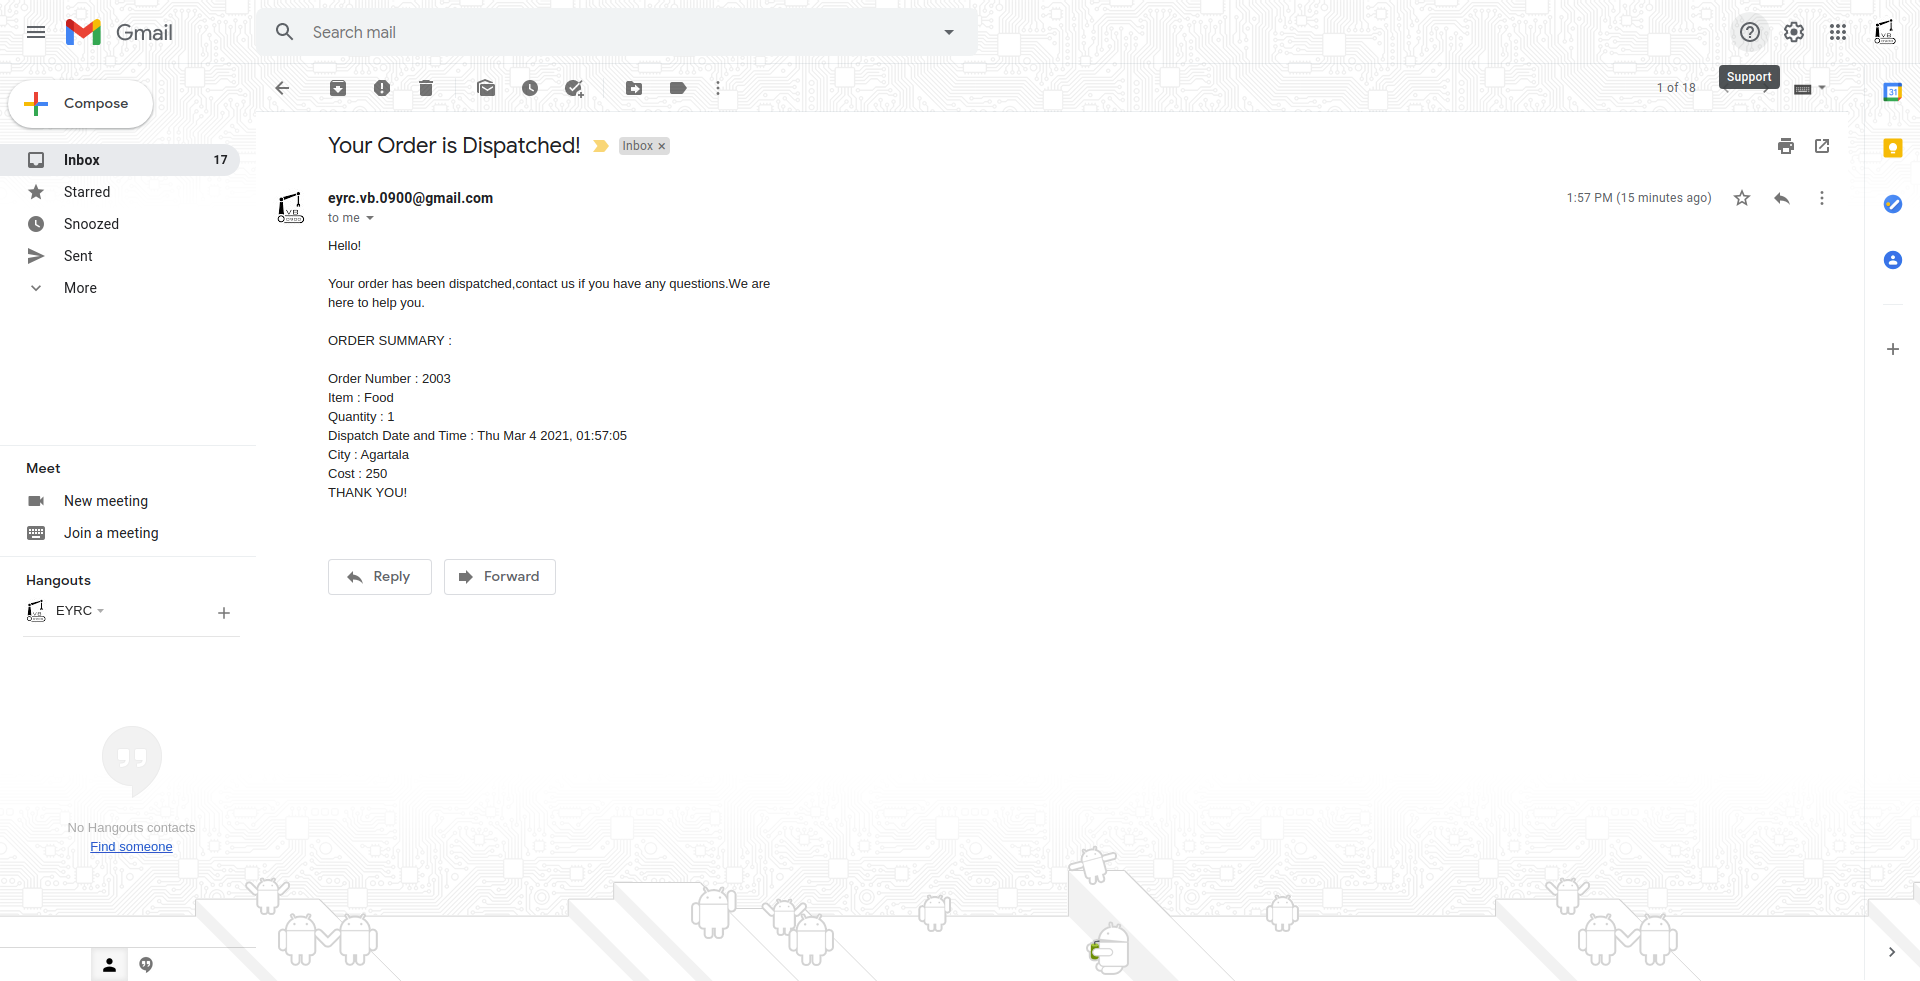 Gmail
Search mail
Support
Compose
1 of 18
31
Inbox 17
Starred
Snoozed
Sent
More
Your Order is Dispatched!
Inbox x
eyrc.vb.0900@gmail.com
1:57 PM (15 minutes ago)
to me
Hello!
Your order has been dispatched,contact us if you have any questions.We are
here to help you.
ORDER SUMMARY :
Order Number : 2003
Item : Food
Quantity : 1
Dispatch Date and Time : Thu Mar 4 2021, 01:57:05
City : Agartala
Cost : 250
THANK YOU!
Reply
Forward
Meet
New meeting
Join a meeting
Hangouts
EYRC
No Hangouts contacts
Find someone